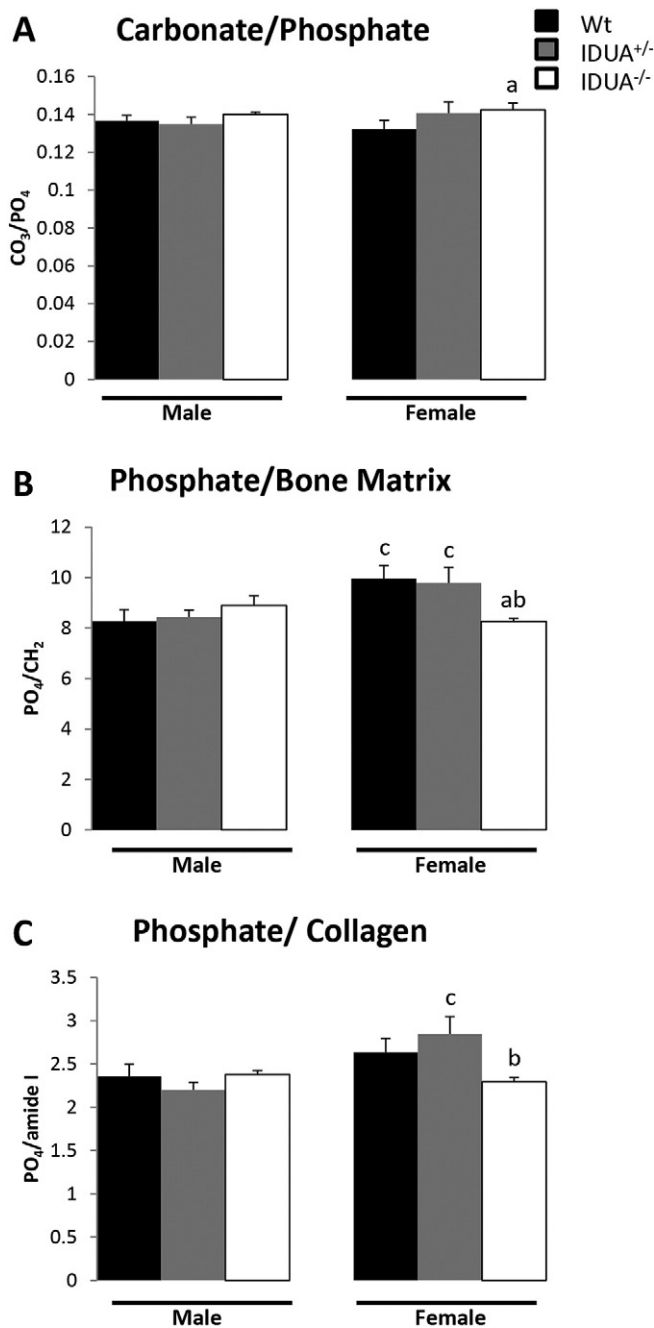 A Carbonate/Phosphate
Wt
IDUA+/-
IDUA-/-
CO3/PO4
0.16
0.14
0.12
0.1
0.08
0.06
0.04
0.02
0
a
Male Female
B Phosphate/Bone Matrix
PO4/CH2
12
10
8
6
4
2
0
c c ab
Male Female
C Phosphate/ Collagen
PO4/amide I
3.5
3
2.5
2
1.5
1
0.5
0
c b
Male Female